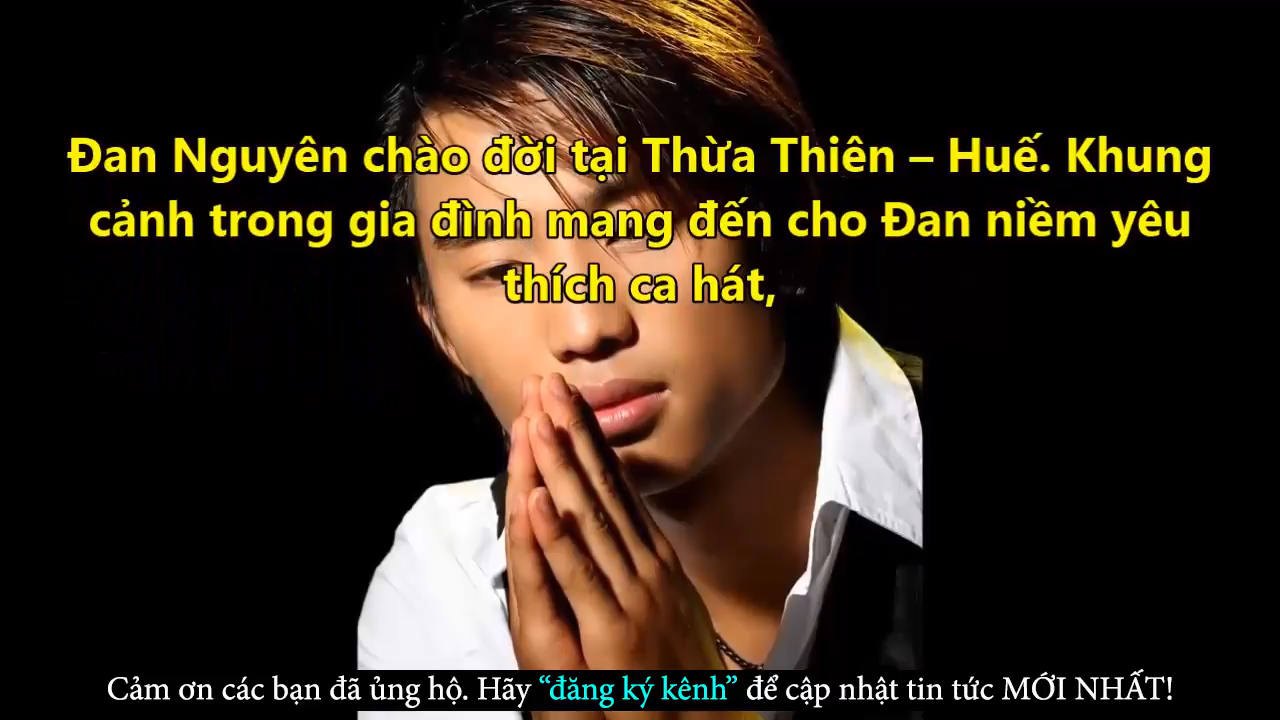 Đan Nguyên chào đời tại Thừa Thiên – Huế. Khung
cảnh trong gia đình mang đến cho Đan niềm yêu
thích ca hát,
Cảm ơn các bạn đã ủng hộ. Hãy “đăng ký kênh” để cập nhật tin tức MỚI NHẤT!